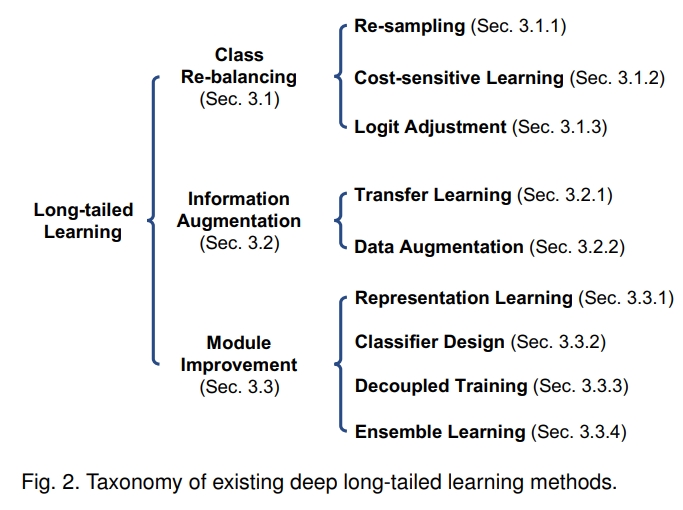 Long-tailed
Learning
Class
Re-balancing
(Sec. 3.1)
Re-sampling (Sec. 3.1.1)
Cost-sensitive Learning (Sec. 3.1.2)
Logit Adjustment (Sec. 3.1.3)
Information
Augmentation
(Sec. 3.2)
Transfer Learning (Sec. 3.2.1)
Data Augmentation (Sec. 3.2.2)
Module
Improvement
(Sec. 3.3)
Representation Learning (Sec. 3.3.1)
Classifier Design (Sec. 3.3.2)
Decoupled Training (Sec. 3.3.3)
Ensemble Learning (Sec. 3.3.4)
Fig. 2. Taxonomy of existing deep long-tailed learning methods.